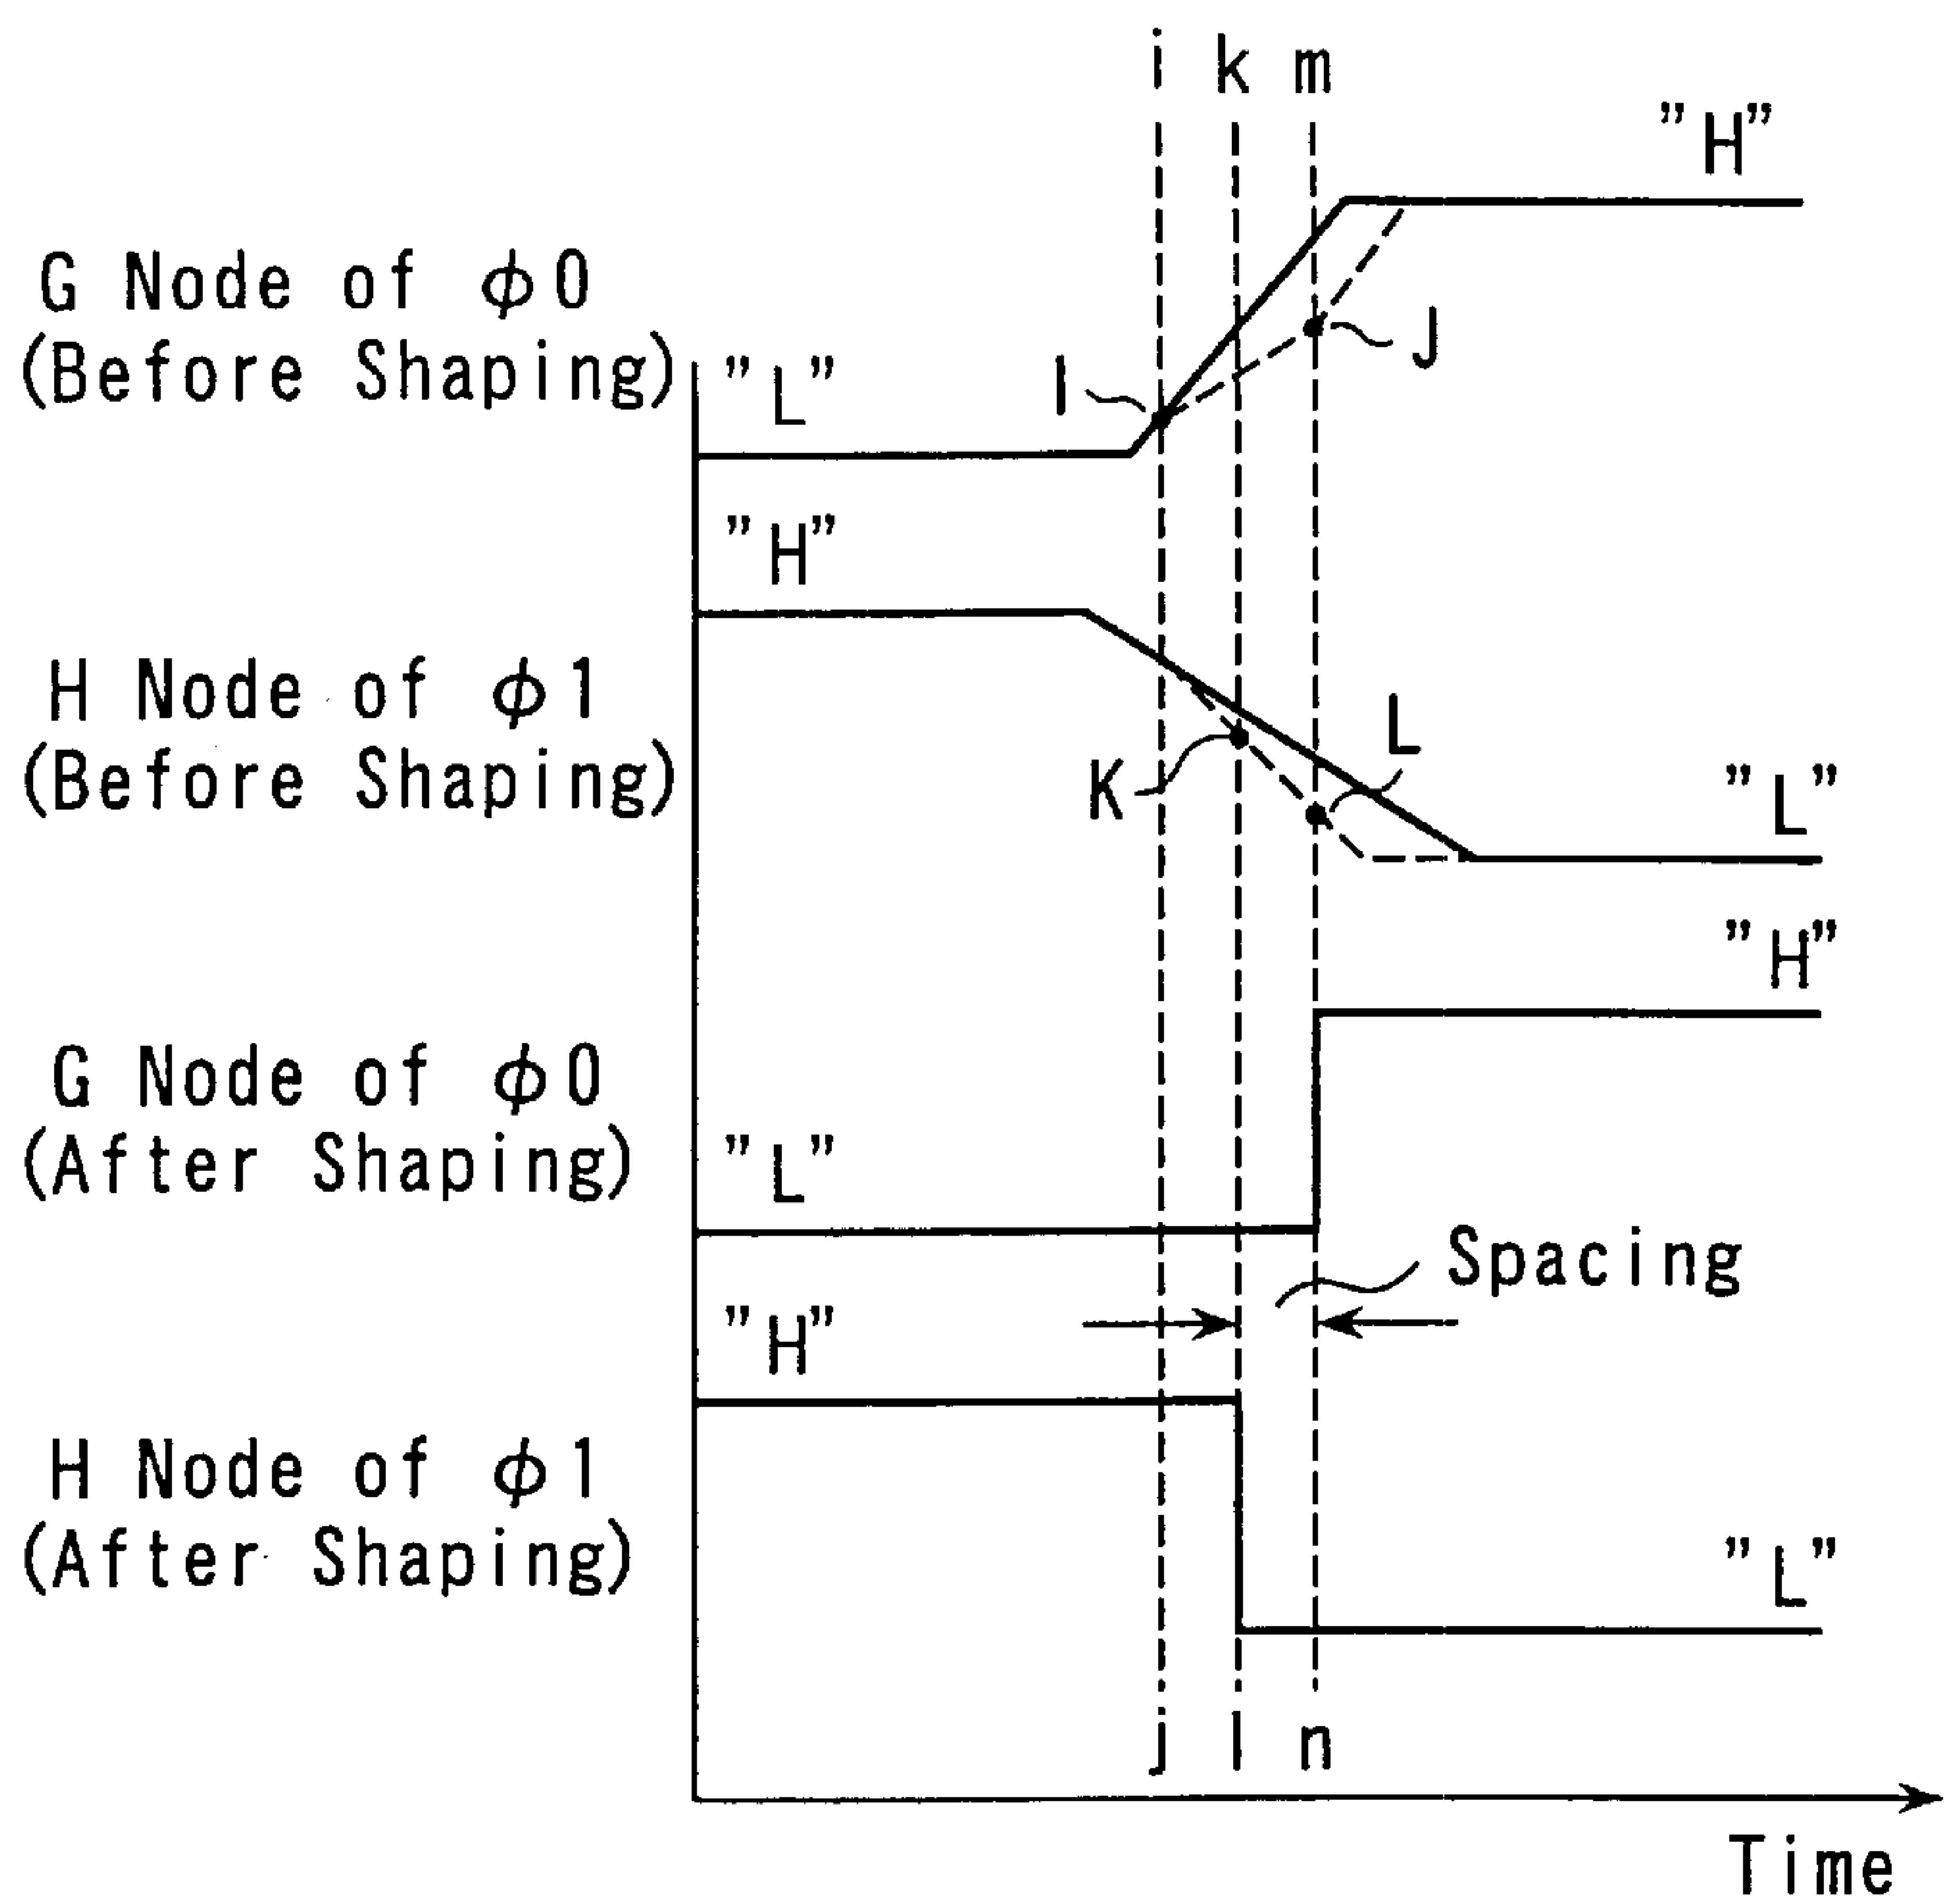 i k m
"H"
G Node of φ0
(Before Shaping)
"L"
I
J
"H"
H Node of φ1
(Before Shaping)
K
L
"L"
"H"
G Node of φ0
(After Shaping)
"L"
Spacing
"H"
H Node of φ1
(After Shaping)
"L"
j l n
Time